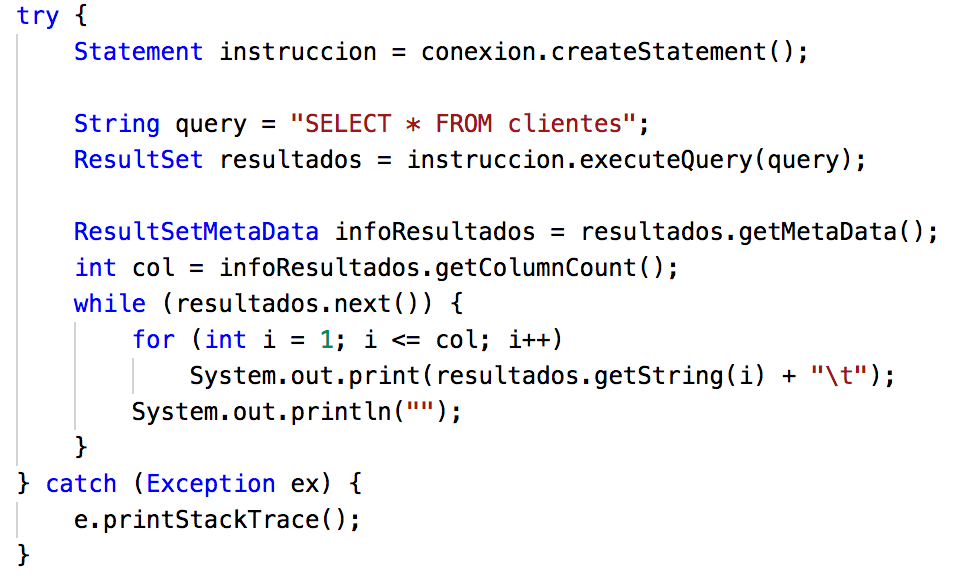 try {
Statement instruccion = conexion.createStatement();
String query = "SELECT * FROM clientes";
ResultSet resultados = instruccion.executeQuery(query);
ResultSetMetaData infoResultados = resultados.getMetaData();
int col = infoResultados.getColumnCount();
while (resultados.next()) {
for (int i = 1; i <= col; i++)
System.out.print(resultados.getString(i) + "\t");
System.out.println("");
}
} catch (Exception ex) {
e.printStackTrace();
}